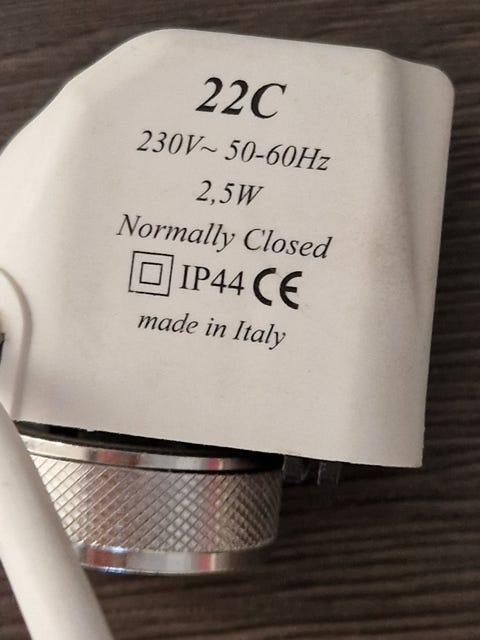 22C
230V~ 50-60Hz
2,5W
Normally Closed
IP44 CE
made in Italy